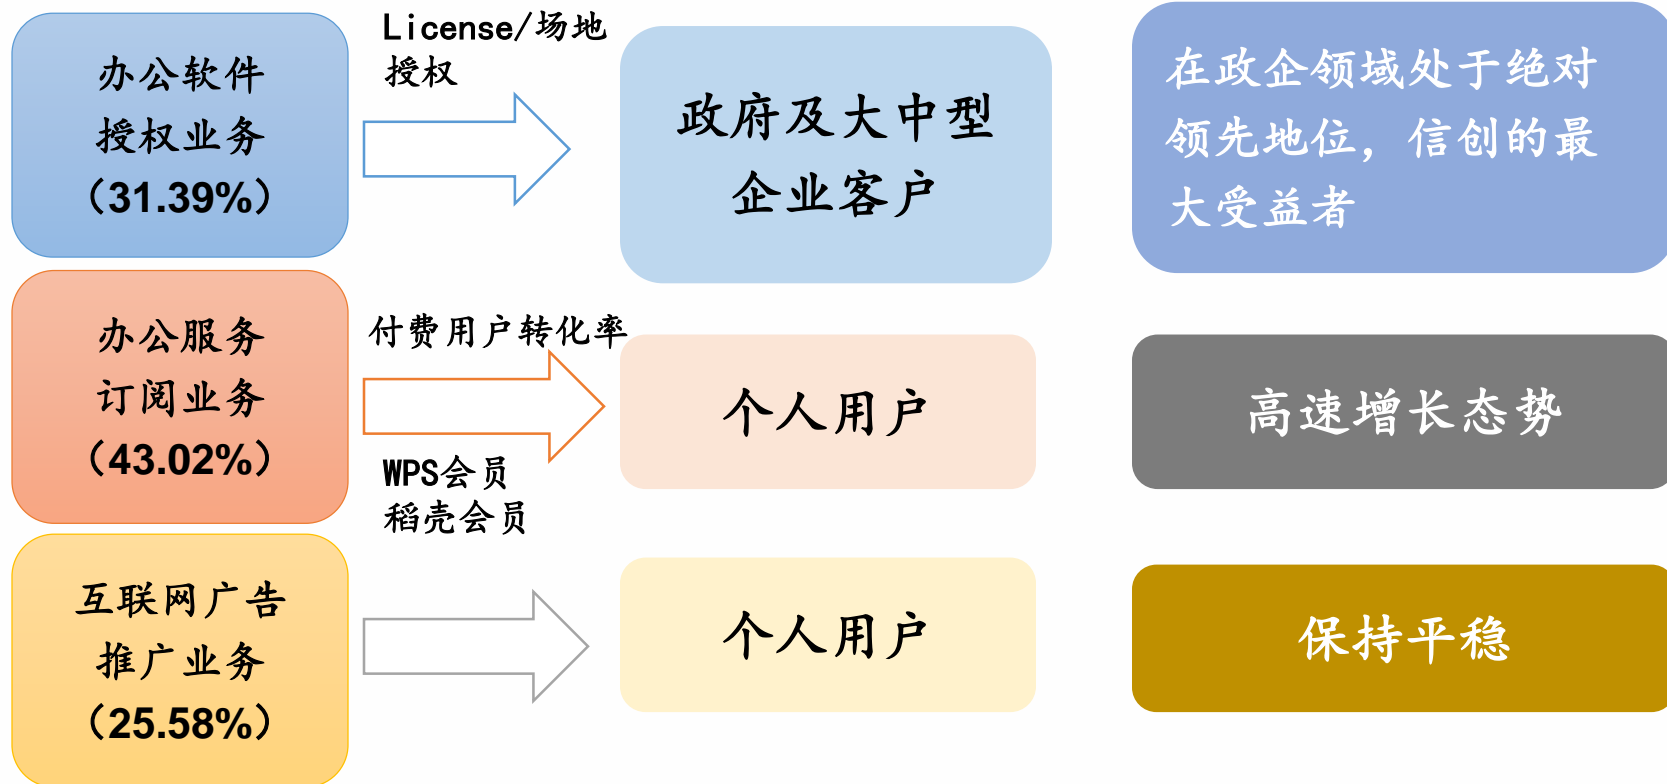 办公软件
授权业务
（31.39%）
License/场地
授权
政府及大中型
企业客户
在政企领域处于绝对
领先地位，信创的最
大受益者
办公服务
订阅业务
（43.02%）
付费用户转化率
WPS会员
稻壳会员
个人用户
高速增长态势
互联网广告
推广业务
（25.58%）
个人用户
保持平稳